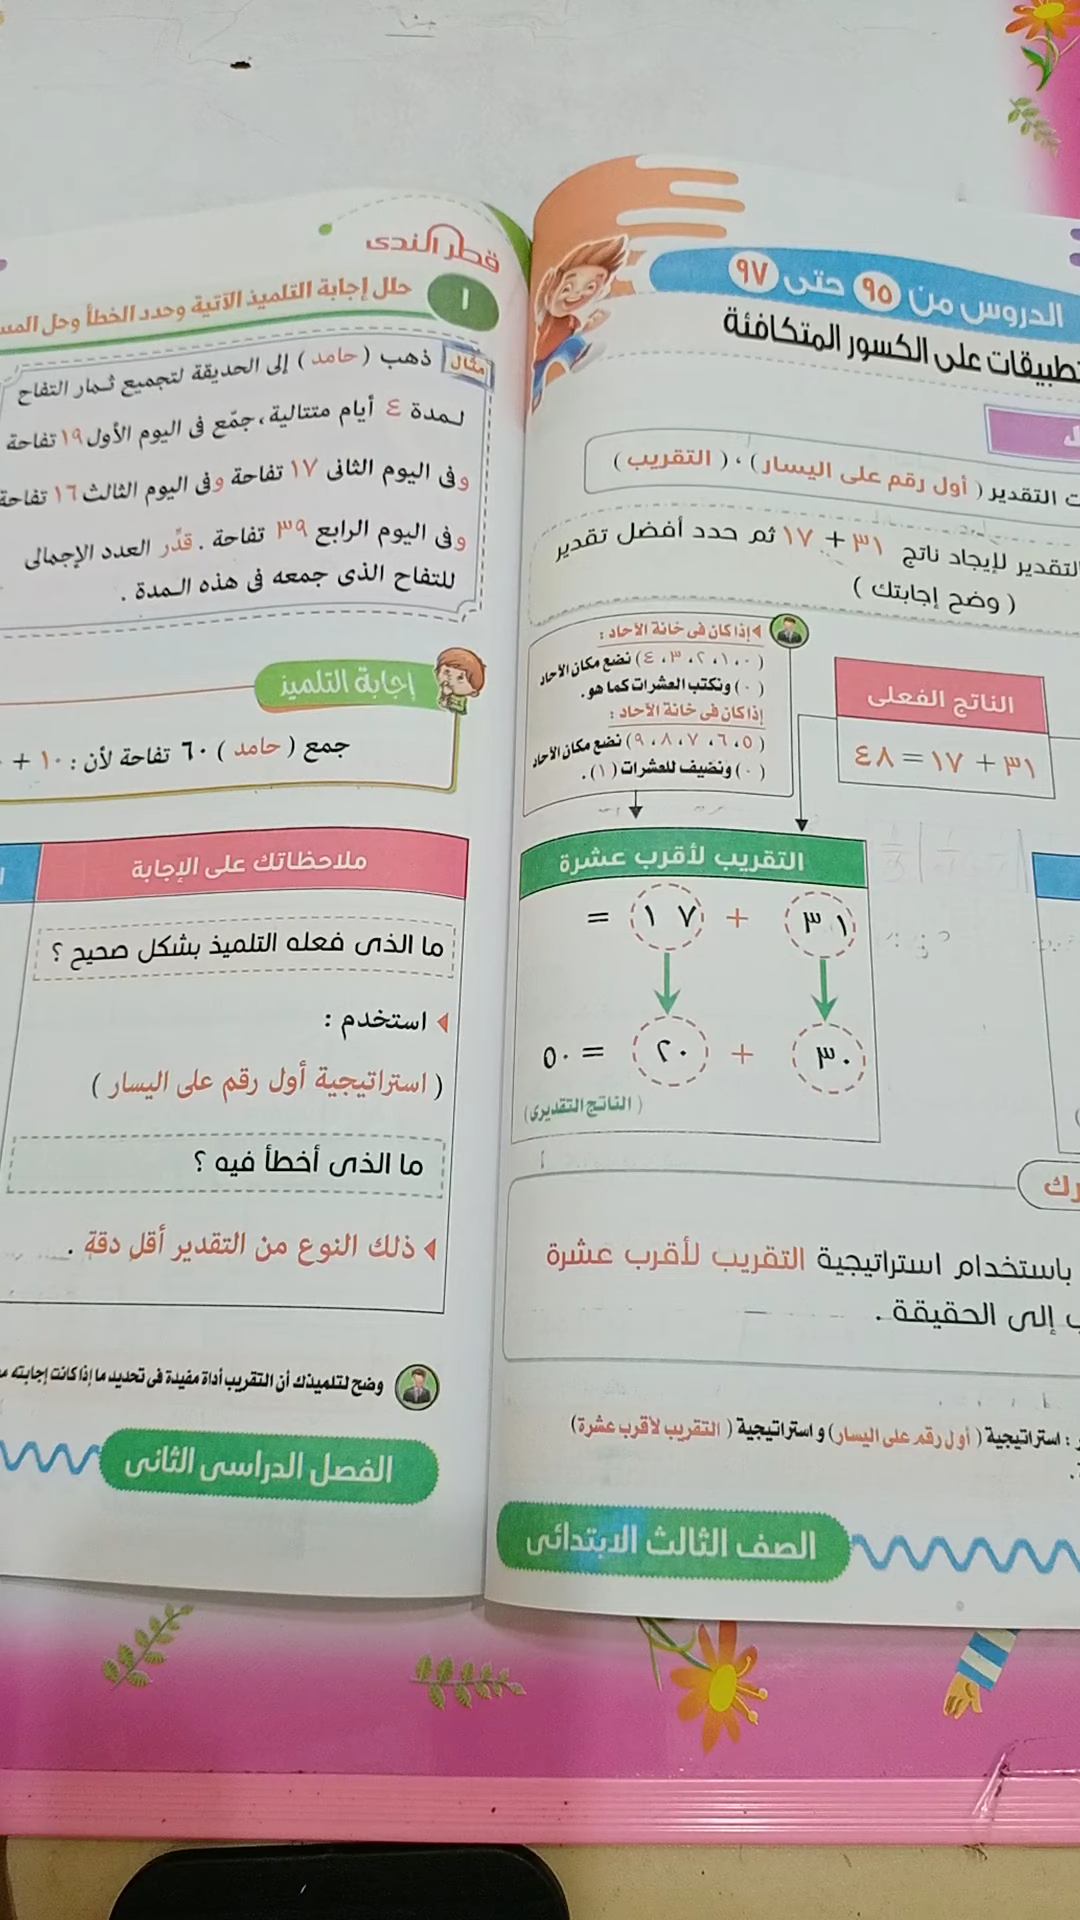 الدروس من ٩٥ حتى ٩٧
تطبيقات على الكسور المتكافئة
التقدير ( أول رقم على اليسار ) ، ( التقريب )
التقدير لإيجاد ناتج ٣١ + ١٧ ثم حدد أفضل تقدير
( وضح إجابتك )
◀ إذا كان فى خانة الآحاد :
( ٠ ، ١ ، ٢ ، ٣ ، ٤ ) نضع مكان الآحاد
( ٠ ) ونكتب العشرات كما هو .
إذا كان فى خانة الآحاد :
( ٥ ، ٦ ، ٧ ، ٨ ، ٩ ) نضع مكان الآحاد
( ٠ ) ونضيف للعشرات ( ١ ) .
الناتج الفعلى
٣١ + ١٧ = ٤٨
التقريب لأقرب عشرة
٣١ + ١٧ =
٣٠ + ٢٠ = ٥٠
( الناتج التقديرى )
باستخدام استراتيجية التقريب لأقرب عشرة
إلى الحقيقة .
: استراتيجية ( أول رقم على اليسار ) و استراتيجية ( التقريب لأقرب عشرة )
الصف الثالث الابتدائى
قطر الندى
١ حلل إجابة التلميذ الآتية وحدد الخطأ وحل
مثال ذهب ( حامد ) إلى الحديقة لتجميع ثمار التفاح
لمدة ٤ أيام متتالية ، جمّع فى اليوم الأول ١٩ تفاحة
وفى اليوم الثانى ١٧ تفاحة وفى اليوم الثالث ١٦ تفاحة
وفى اليوم الرابع ٣٩ تفاحة . قدِّر العدد الإجمالى
للتفاح الذى جمعه فى هذه المدة .
إجابة التلميذ
جمع ( حامد ) ٦٠ تفاحة لأن : ١٠ +
ملاحظاتك على الإجابة
ما الذى فعله التلميذ بشكل صحيح ؟
◀ استخدم :
( استراتيجية أول رقم على اليسار )
ما الذى أخطأ فيه ؟
◀ ذلك النوع من التقدير أقل دقة .
وضح لتلميذك أن التقريب أداة مفيدة فى تحديد ما إذا كانت إجابته
الفصل الدراسى الثانى